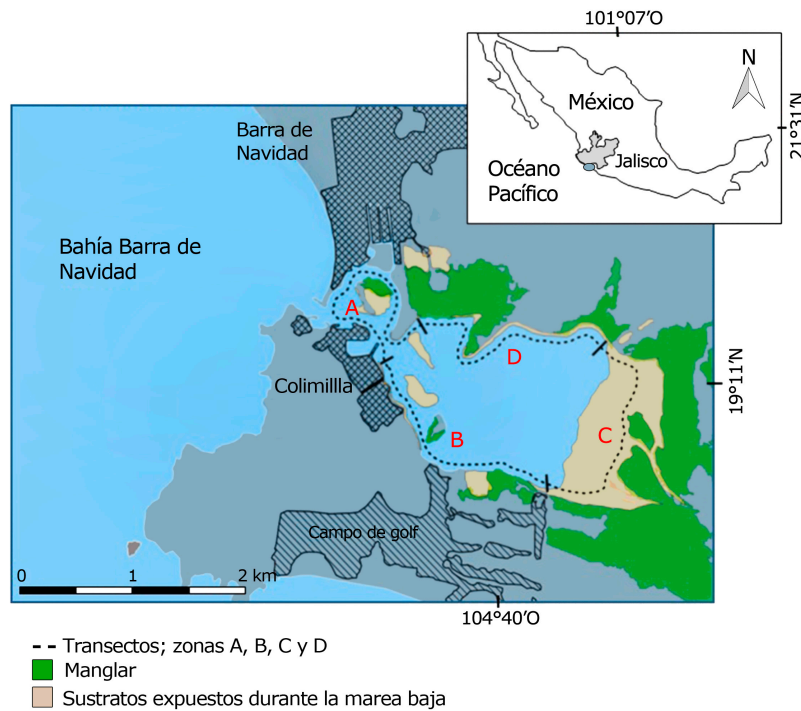 101°07'O
N
México
21°31'N
Jalisco
Océano
Pacífico
Barra de
Navidad
Bahía Barra de
Navidad
A
D
Colimillla
19°11'N
B
C
Campo de golf
0 1 2 km
104°40'O
Transectos; zonas A, B, C y D
Manglar
Sustratos expuestos durante la marea baja